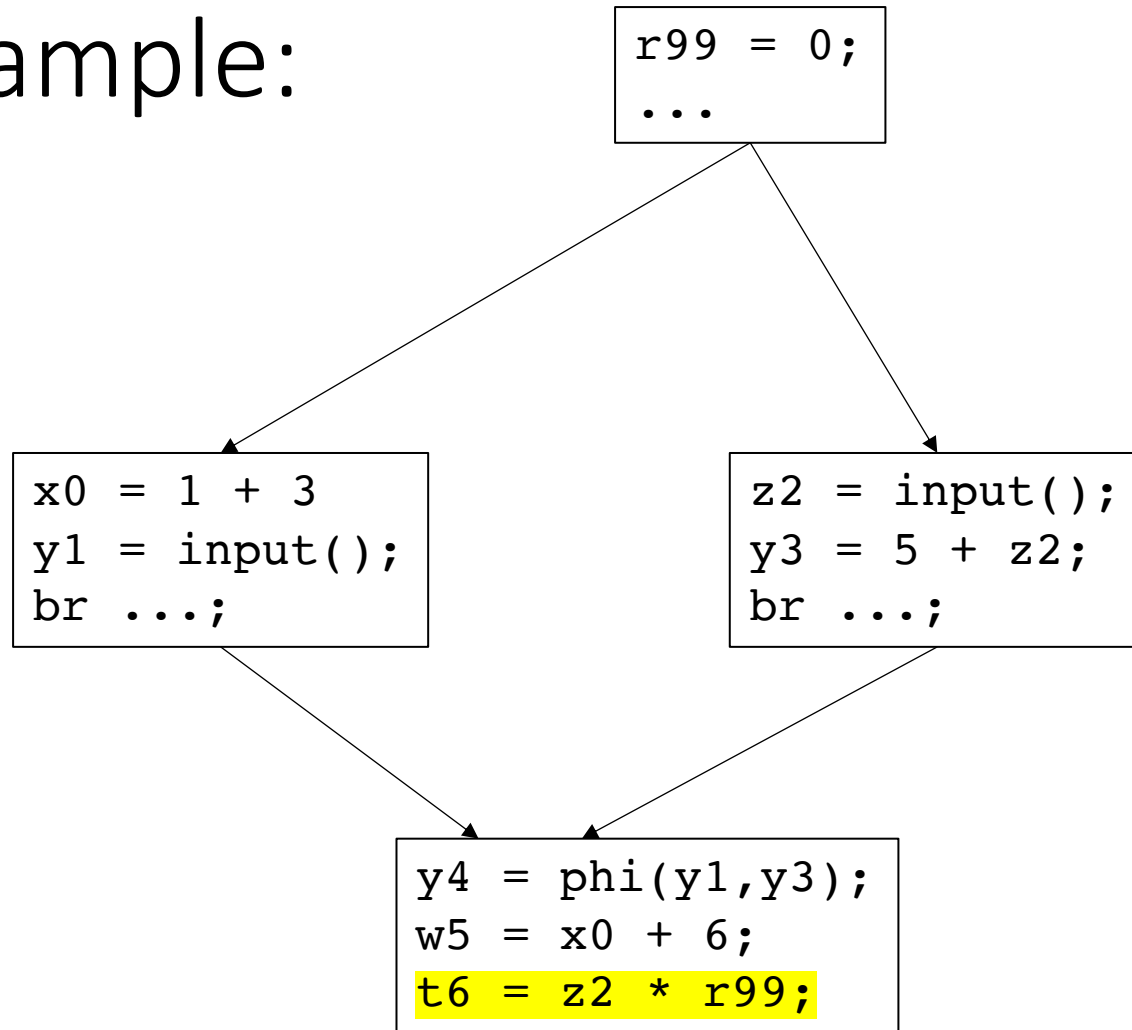 ample:
r99 = 0;
...
x0 = 1 + 3
y1 = input();
br ...;
z2 = input();
y3 = 5 + z2;
br ...;
y4 = phi(y1,y3);
w5 = x0 + 6;
t6 = z2 * r99;